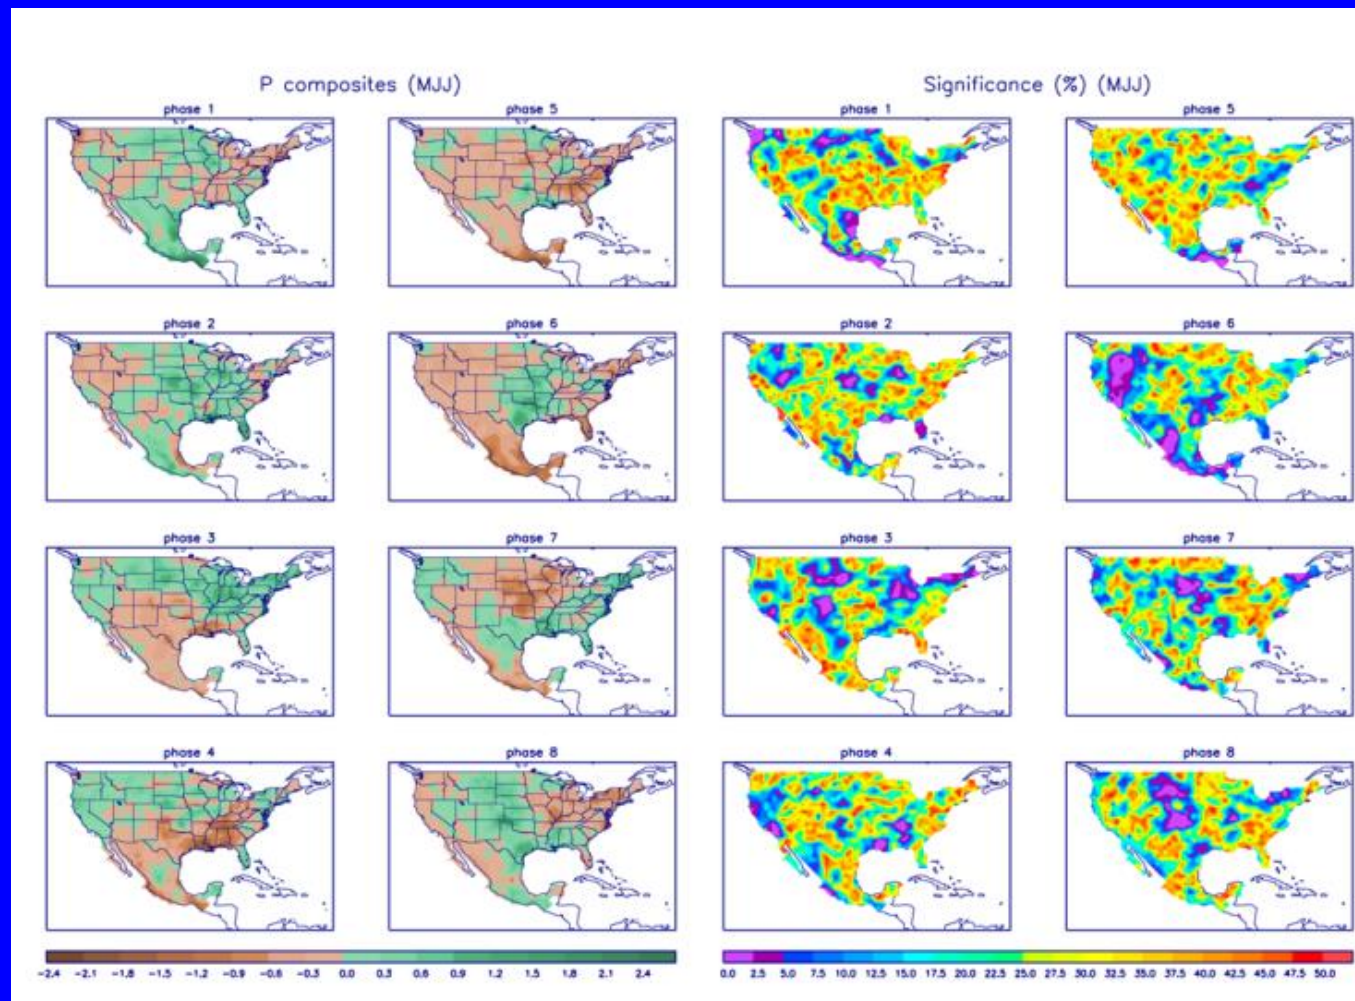 P composites (MJJ) Significance (%) (MJJ)
phase 1 phase 5 phase 1 phase 5
phase 2 phase 6 phase 2 phase 6
phase 3 phase 7 phase 3 phase 7
phase 4 phase 8 phase 4 phase 8
-2.4 -2.1 -1.8 -1.5 -1.2 -0.9 -0.6 -0.3 0.0 0.3 0.6 0.9 1.2 1.5 1.8 2.1 2.4 0.0 2.5 5.0 10.0 12.5 15.0 17.5 20.0 22.5 25.0 27.5 30.0 32.5 35.0 37.5 40.0 42.5 45.0 47.5 50.0